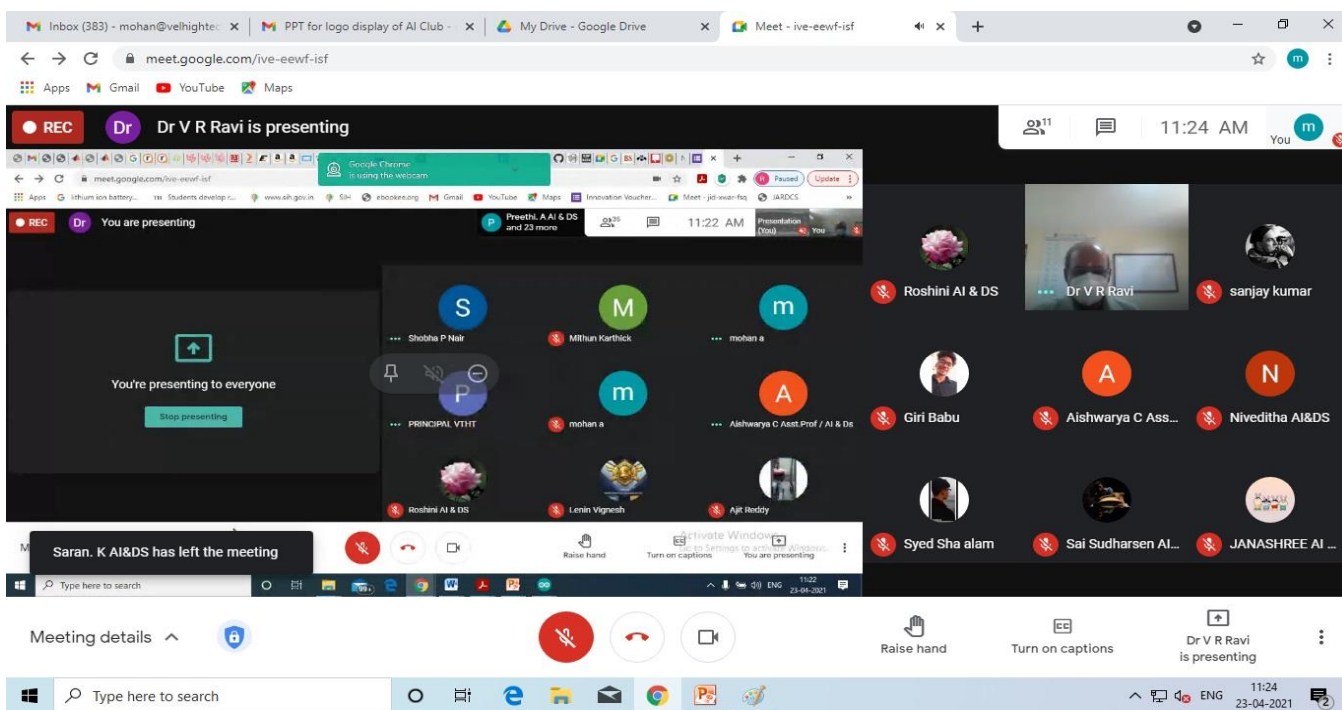 Inbox (383) - mohan@velhightec
PPT for logo display of AI Club -
My Drive - Google Drive
Meet - ive-eewf-isf
meet.google.com/ive-eewf-isf
m
Apps Gmail YouTube Maps
REC Dr Dr V R Ravi is presenting
11 11:24 AM You m
Google Chrome
is using the webcam
meet.google.com/ive-eewf-isf
Paused Update
Apps lithium ion battery... Students develop r... www.sih.gov.in SIH ebookee.org Gmail YouTube Maps Innovation Voucher... Meet - jid-xwar-fsq JARDCS
REC Dr You are presenting
P Preethi. A AI & DS
and 23 more
11:22 AM
Presentation
(You)
You
You're presenting to everyone
Stop presenting
S M m
Shobha P Nair
Mithun Karthick
mohan a
P m A
PRINCIPAL VTHT
mohan a
Aishwarya C Asst.Prof / AI & Ds
Roshini AI & DS
Lenin Vignesh
Ajit Reddy
Saran. K AI&DS has left the meeting
Raise hand
Turn on captions
You are presenting
Activate Windows
Go to Settings to activate Windows.
Type here to search
99+
ENG
11:22
23-04-2021
Roshini AI & DS
Dr V R Ravi
sanjay kumar
A N
Giri Babu
Aishwarya C Ass...
Niveditha AI&DS
Syed Sha alam
Sai Sudharsen AI...
JANASHREE AI ...
Meeting details
Raise hand
CC
Turn on captions
Dr V R Ravi
is presenting
Type here to search
ENG
11:24
23-04-2021
2